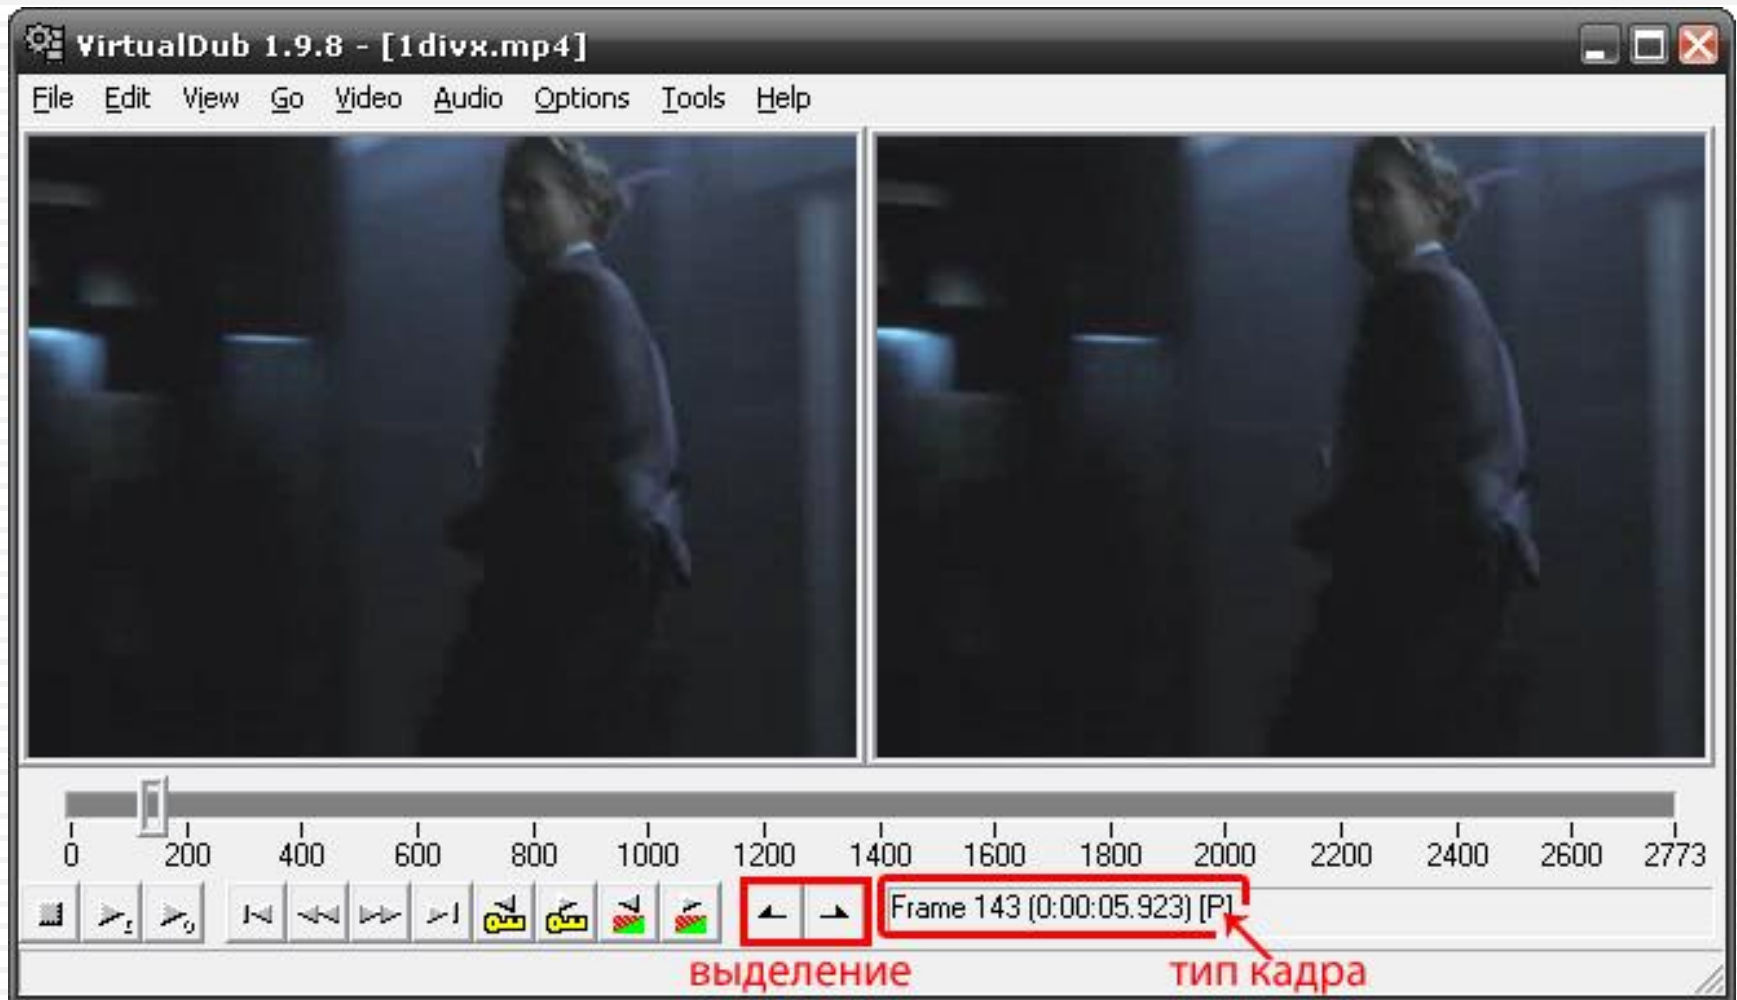 VirtualDub 1.9.8 - [1divx.mp4]
File Edit View Go Video Audio Options Tools Help
0 200 400 600 800 1000 1200 1400 1600 1800 2000 2200 2400 2600 2773
Frame 143 (0:00:05.923) [P]
выделение тип кадра